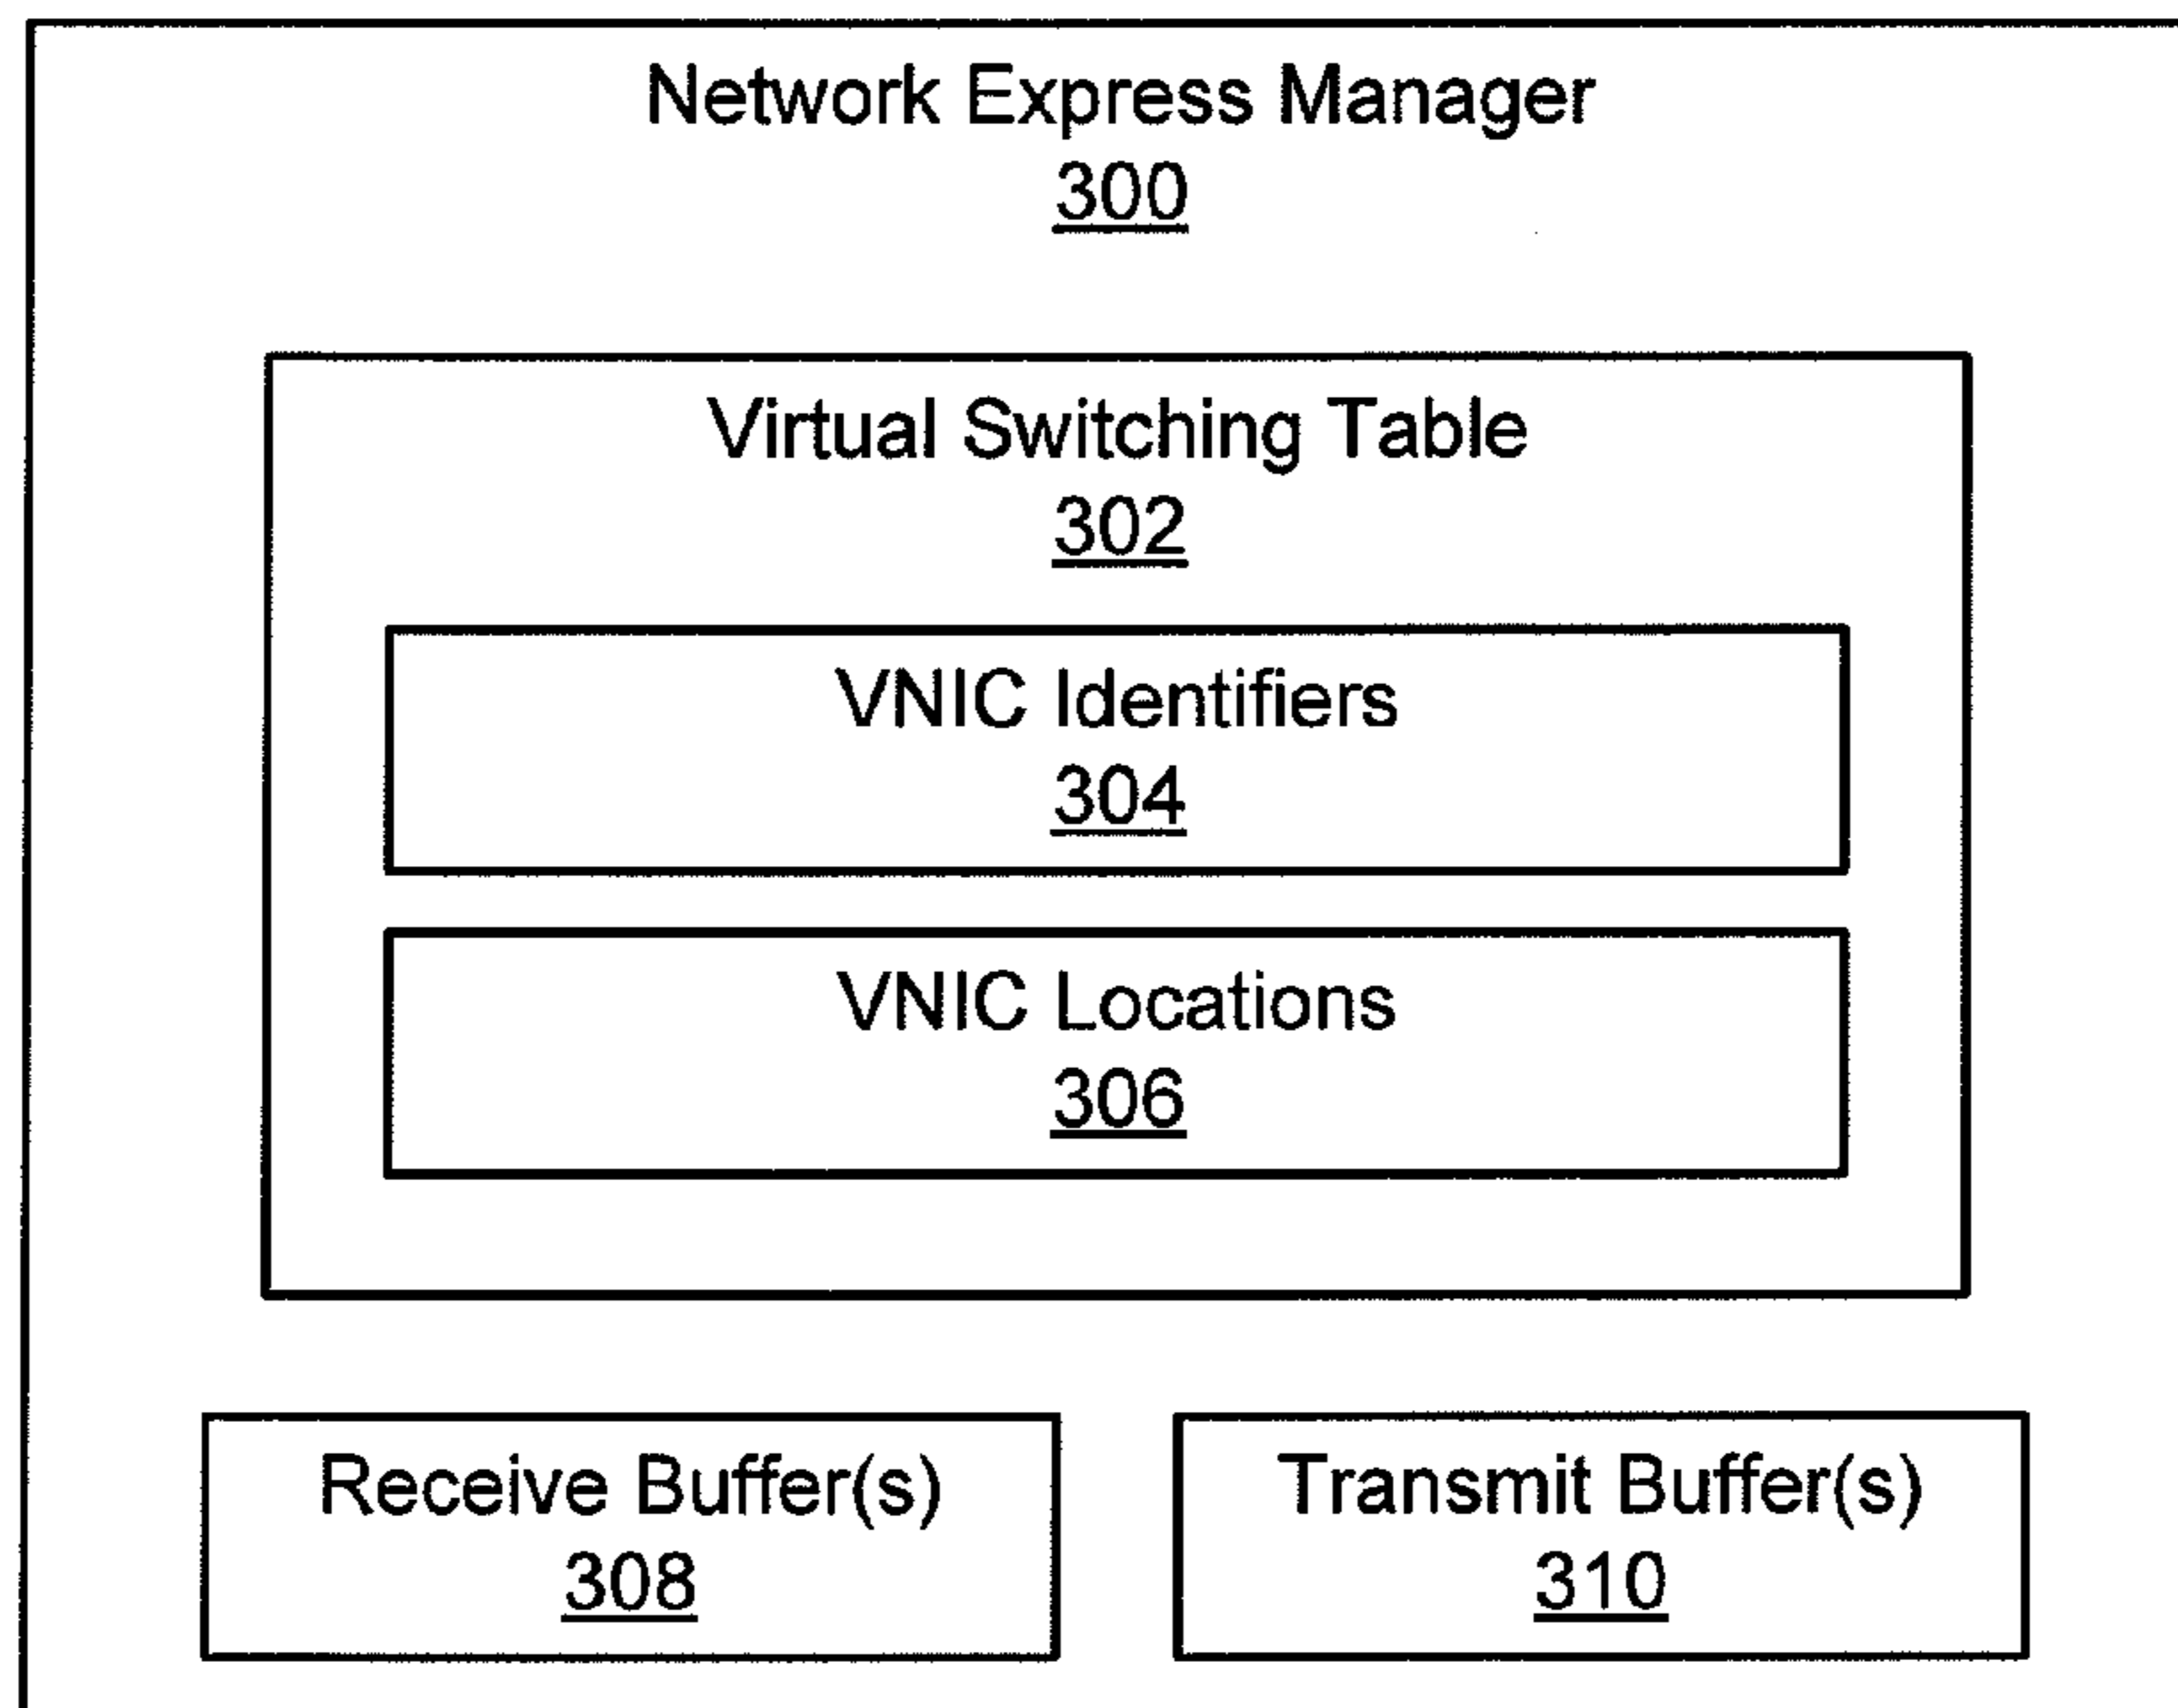 Network Express Manager
300
Virtual Switching Table
302
VNIC Identifiers
304
VNIC Locations
306
Receive Buffer(s)
308
Transmit Buffer(s)
310